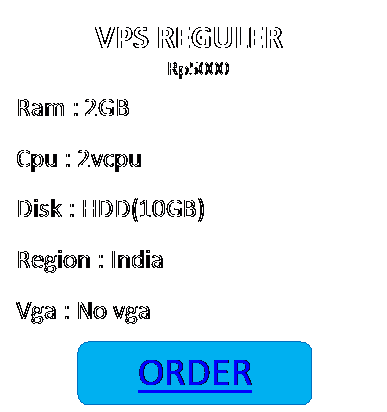 VPS REGULER
Rp5000
Ram : 2GB
Cpu : 2vcpu
Disk : HDD(10GB)
Region : India
Vga : No vga
ORDER